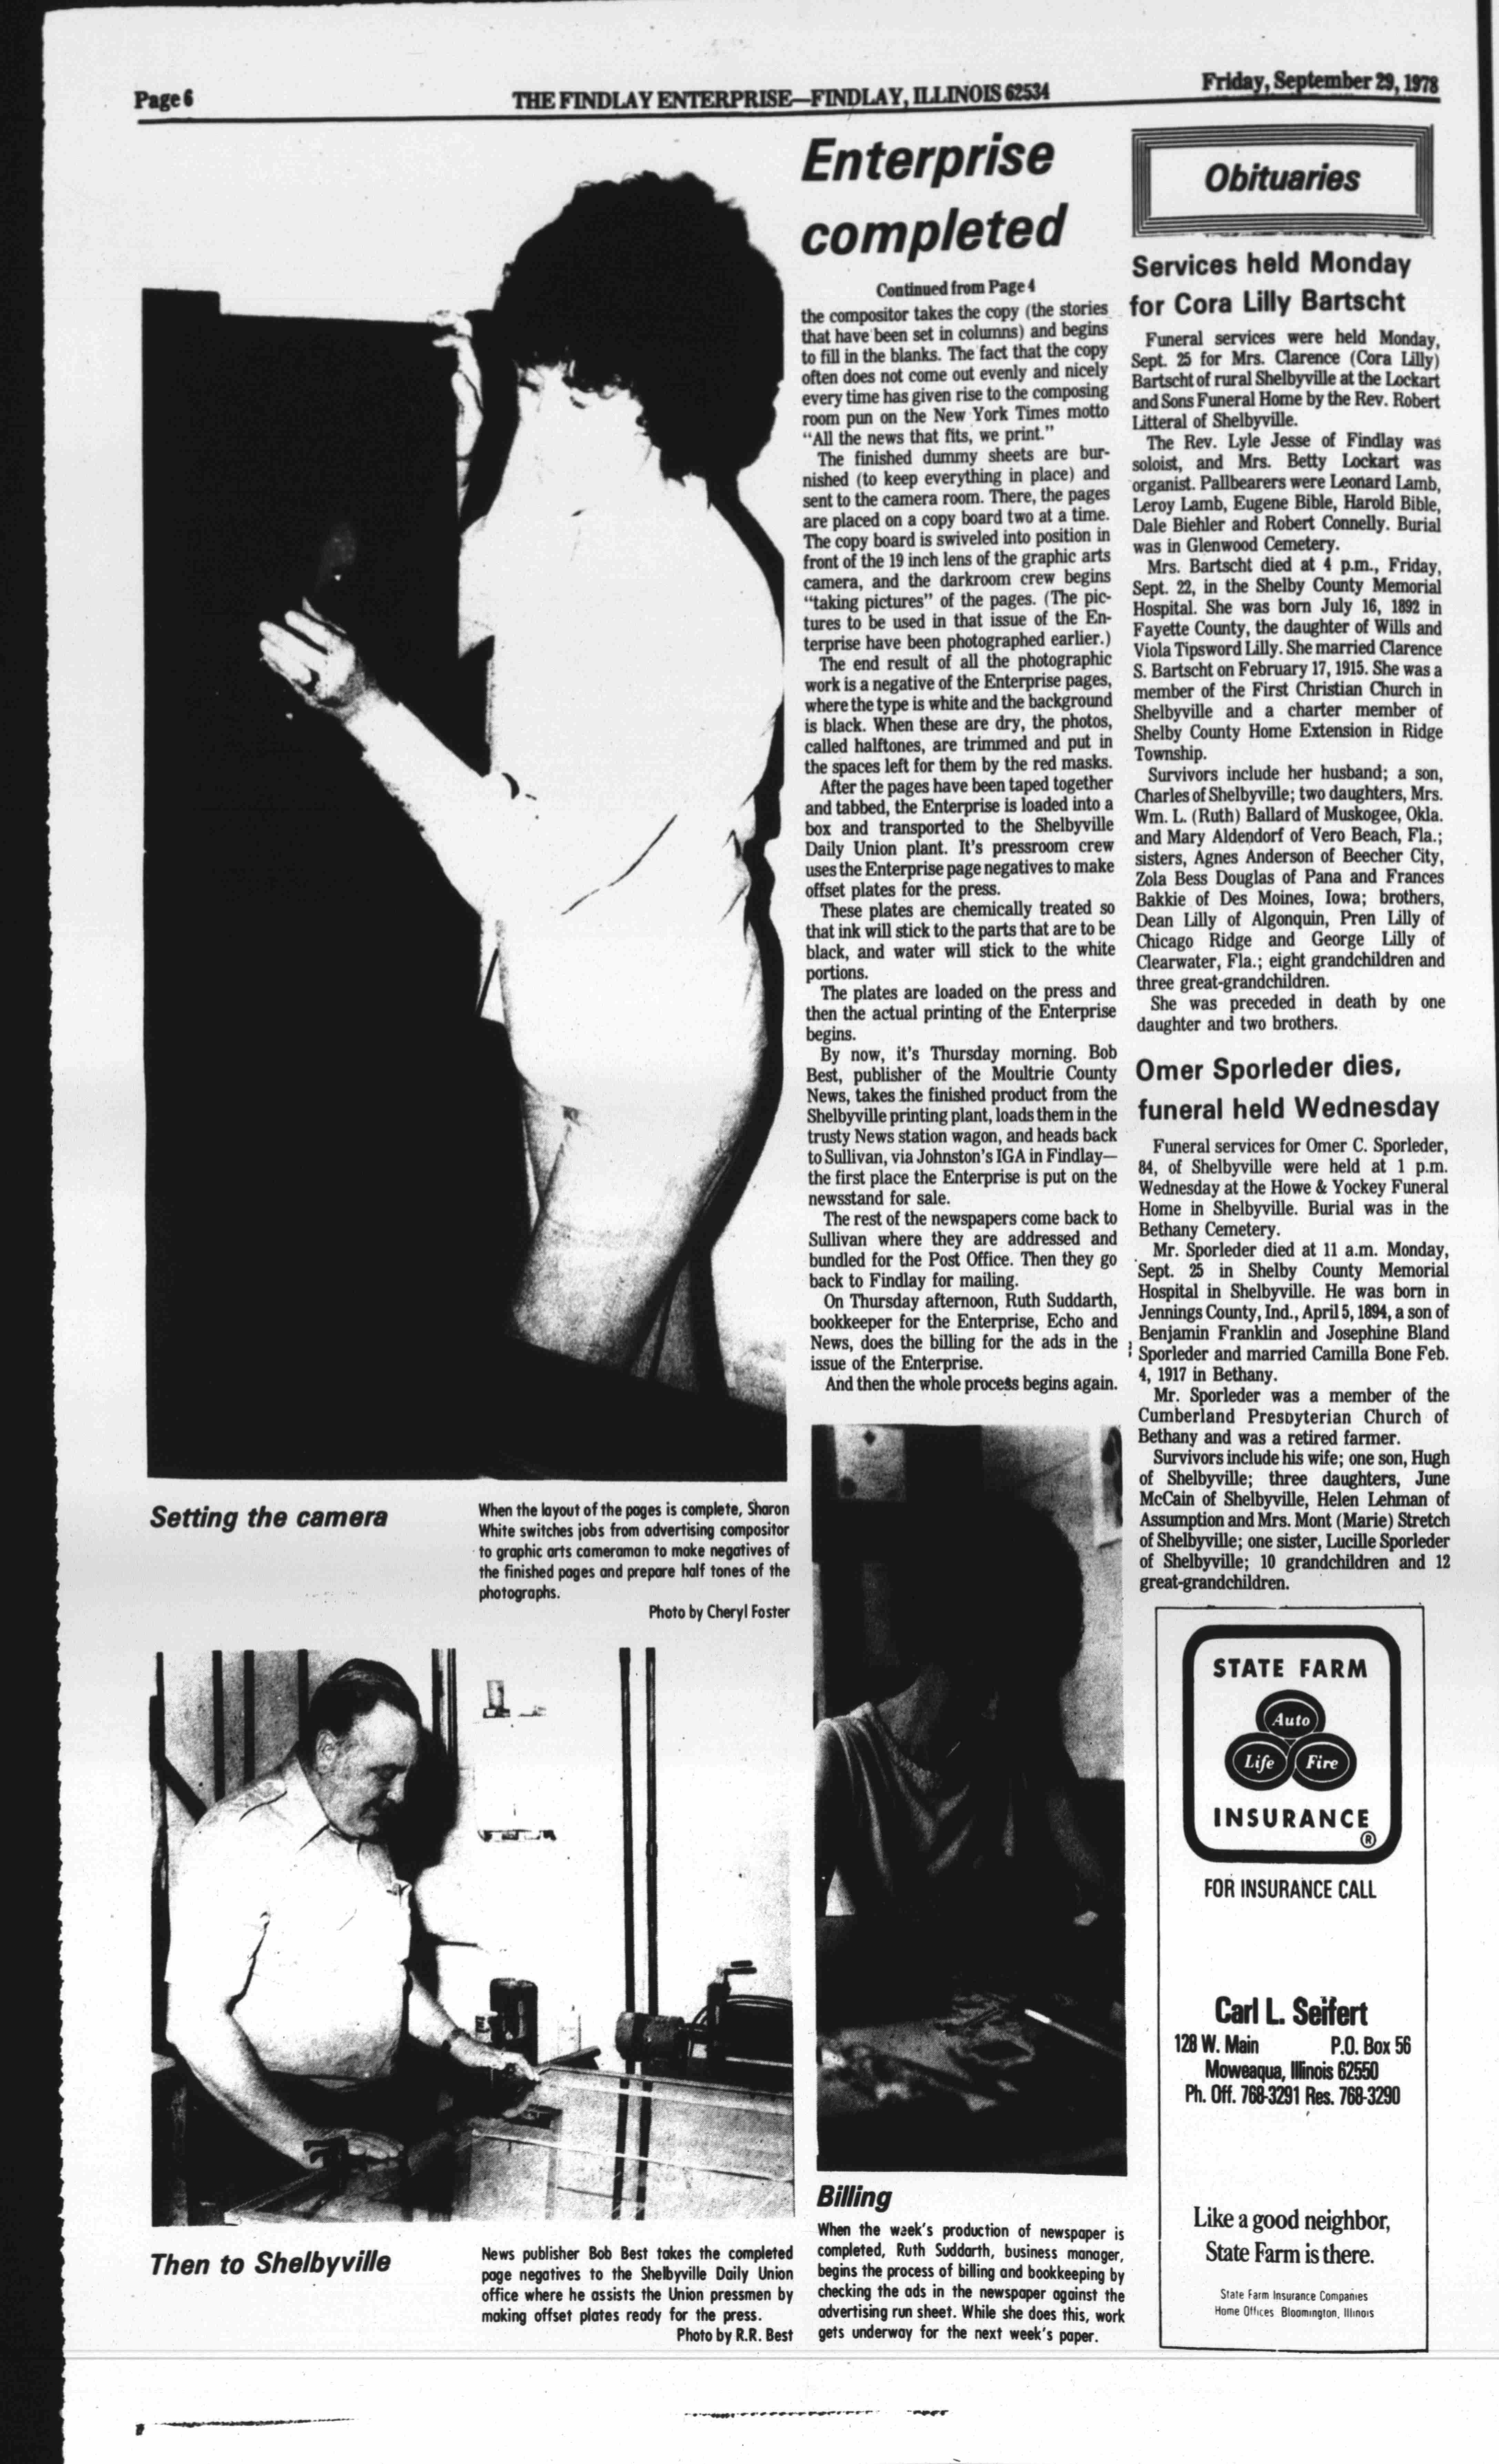 Page 6
THE FINDLAY ENTERPRISE—FINDLAY, ILLINOIS 62534
Friday, September 29, 1978
Enterprise
completed
Continued from Page 4
the compositor takes the copy (the stories
that have been set in columns) and begins
to fill in the blanks. The fact that the copy
often does not come out evenly and nicely
every time has given rise to the composing
room pun on the New York Times motto
"All the news that fits, we print."
The finished dummy sheets are bur-
nished (to keep everything in place) and
sent to the camera room. There, the pages
are placed on a copy board two at a time.
The copy board is swiveled into position in
front of the 19 inch lens of the graphic arts
camera, and the darkroom crew begins
"taking pictures" of the pages. (The pic-
tures to be used in that issue of the En-
terprise have been photographed earlier.)
The end result of all the photographic
work is a negative of the Enterprise pages,
where the type is white and the background
is black. When these are dry, the photos,
called halftones, are trimmed and put in
the spaces left for them by the red masks.
After the pages have been taped together
and tabbed, the Enterprise is loaded into a
box and transported to the Shelbyville
Daily Union plant. It's pressroom crew
uses the Enterprise page negatives to make
offset plates for the press.
These plates are chemically treated so
that ink will stick to the parts that are to be
black, and water will stick to the white
portions.
The plates are loaded on the press and
then the actual printing of the Enterprise
begins.
By now, it's Thursday morning. Bob
Best, publisher of the Moultrie County
News, takes the finished product from the
Shelbyville printing plant, loads them in the
trusty News station wagon, and heads back
to Sullivan, via Johnston's IGA in Findlay—
the first place the Enterprise is put on the
newsstand for sale.
The rest of the newspapers come back to
Sullivan where they are addressed and
bundled for the Post Office. Then they go
back to Findlay for mailing.
On Thursday afternoon, Ruth Suddarth,
bookkeeper for the Enterprise, Echo and
News, does the billing for the ads in the
issue of the Enterprise.
And then the whole process begins again.
Obituaries
Services held Monday
for Cora Lilly Bartscht
Funeral services were held Monday,
Sept. 25 for Mrs. Clarence (Cora Lilly)
Bartscht of rural Shelbyville at the Lockart
and Sons Funeral Home by the Rev. Robert
Litteral of Shelbyville.
The Rev. Lyle Jesse of Findlay was
soloist, and Mrs. Betty Lockart was
organist. Pallbearers were Leonard Lamb,
Leroy Lamb, Eugene Bible, Harold Bible,
Dale Biehler and Robert Connelly. Burial
was in Glenwood Cemetery.
Mrs. Bartscht died at 4 p.m., Friday,
Sept. 22, in the Shelby County Memorial
Hospital. She was born July 16, 1892 in
Fayette County, the daughter of Wills and
Viola Tipsword Lilly. She married Clarence
S. Bartscht on February 17, 1915. She was a
member of the First Christian Church in
Shelbyville and a charter member of
Shelby County Home Extension in Ridge
Township.
Survivors include her husband; a son,
Charles of Shelbyville; two daughters, Mrs.
Wm. L. (Ruth) Ballard of Muskogee, Okla.
and Mary Aldendorf of Vero Beach, Fla.;
sisters, Agnes Anderson of Beecher City,
Zola Bess Douglas of Pana and Frances
Bakkie of Des Moines, Iowa; brothers,
Dean Lilly of Algonquin, Pren Lilly of
Chicago Ridge and George Lilly of
Clearwater, Fla.; eight grandchildren and
three great-grandchildren.
She was preceded in death by one
daughter and two brothers.
Omer Sporleder dies,
funeral held Wednesday
Funeral services for Omer C. Sporleder,
84, of Shelbyville were held at 1 p.m.
Wednesday at the Howe & Yockey Funeral
Home in Shelbyville. Burial was in the
Bethany Cemetery.
Mr. Sporleder died at 11 a.m. Monday,
Sept. 25 in Shelby County Memorial
Hospital in Shelbyville. He was born in
Jennings County, Ind., April 5, 1894, a son of
Benjamin Franklin and Josephine Bland
Sporleder and married Camilla Bone Feb.
4, 1917 in Bethany.
Mr. Sporleder was a member of the
Cumberland Presbyterian Church of
Bethany and was a retired farmer.
Survivors include his wife; one son, Hugh
of Shelbyville; three daughters, June
McCain of Shelbyville, Helen Lehman of
Assumption and Mrs. Mont (Marie) Stretch
of Shelbyville; one sister, Lucille Sporleder
of Shelbyville; 10 grandchildren and 12
great-grandchildren.
Setting the camera
When the layout of the pages is complete, Sharon
White switches jobs from advertising compositor
to graphic arts cameraman to make negatives of
the finished pages and prepare half tones of the
photographs.
Photo by Cheryl Foster
Then to Shelbyville
News publisher Bob Best takes the completed
page negatives to the Shelbyville Daily Union
office where he assists the Union pressmen by
making offset plates ready for the press.
Photo by R.R. Best
Billing
When the week's production of newspaper is
completed, Ruth Suddarth, business manager,
begins the process of billing and bookkeeping by
checking the ads in the newspaper against the
advertising run sheet. While she does this, work
gets underway for the next week's paper.
STATE FARM
Auto
Life Fire
INSURANCE
®
FOR INSURANCE CALL
Carl L. Seifert
128 W. Main P.O. Box 56
Moweaqua, Illinois 62550
Ph. Off. 768-3291 Res. 768-3290
Like a good neighbor,
State Farm is there.
State Farm Insurance Companies
Home Offices Bloomington, Illinois